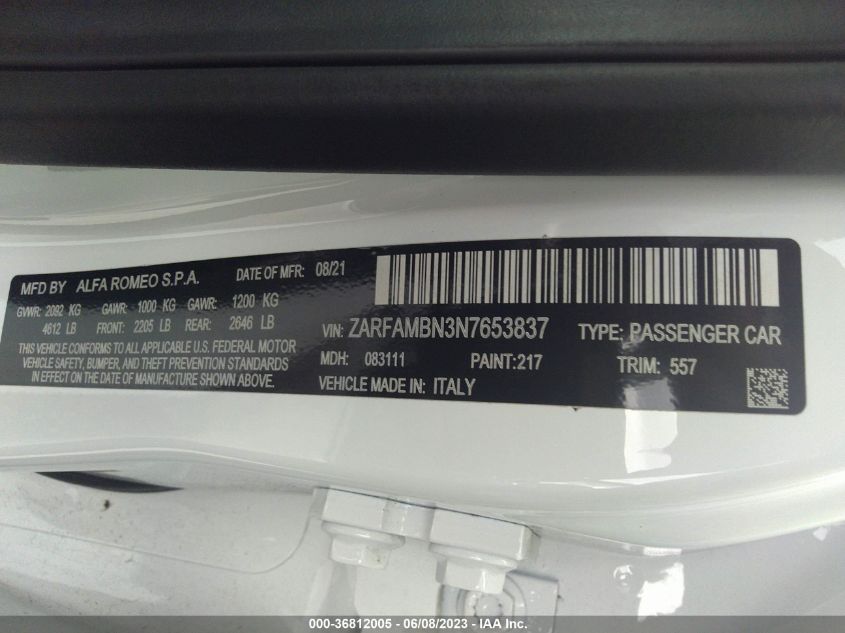 MFD BY ALFA ROMEO S.P.A. DATE OF MFR: 08/21
GVWR: 2092 KG GAWR: 1000 KG GAWR: 1200 KG
4612 LB FRONT: 2205 LB REAR: 2646 LB
THIS VEHICLE CONFORMS TO ALL APPLICABLE U.S. FEDERAL MOTOR
VEHICLE SAFETY, BUMPER, AND THEFT PREVENTION STANDARDS
IN EFFECT ON THE DATE OF MANUFACTURE SHOWN ABOVE.
VIN: ZARFAMBN3N7653837 TYPE: PASSENGER CAR
MDH: 083111 PAINT:217 TRIM: 557
VEHICLE MADE IN: ITALY
000-36812005 - 06/08/2023 - IAA Inc.